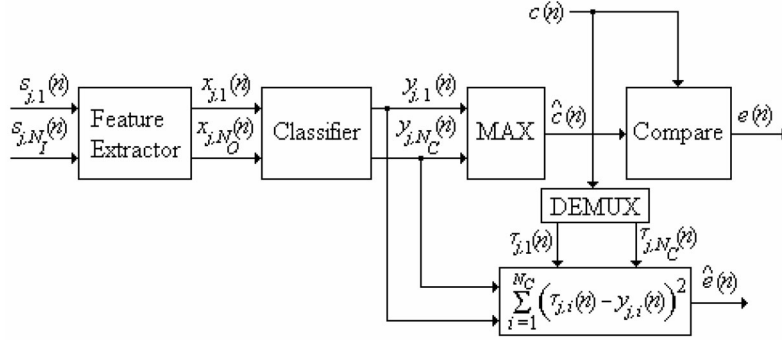 c(n)
s_{j,1}(n) x_{j,1}(n) y_{j,1}(n)
s_{j,N_I}(n) Feature Extractor x_{j,N_O}(n) Classifier y_{j,N_C}(n) MAX ĉ(n) Compare e(n)
DEMUX
τ_{j,1}(n) τ_{j,N_C}(n)
\sum_{i=1}^{N_C} (τ_{j,i}(n) − y_{j,i}(n))^2 ê(n)